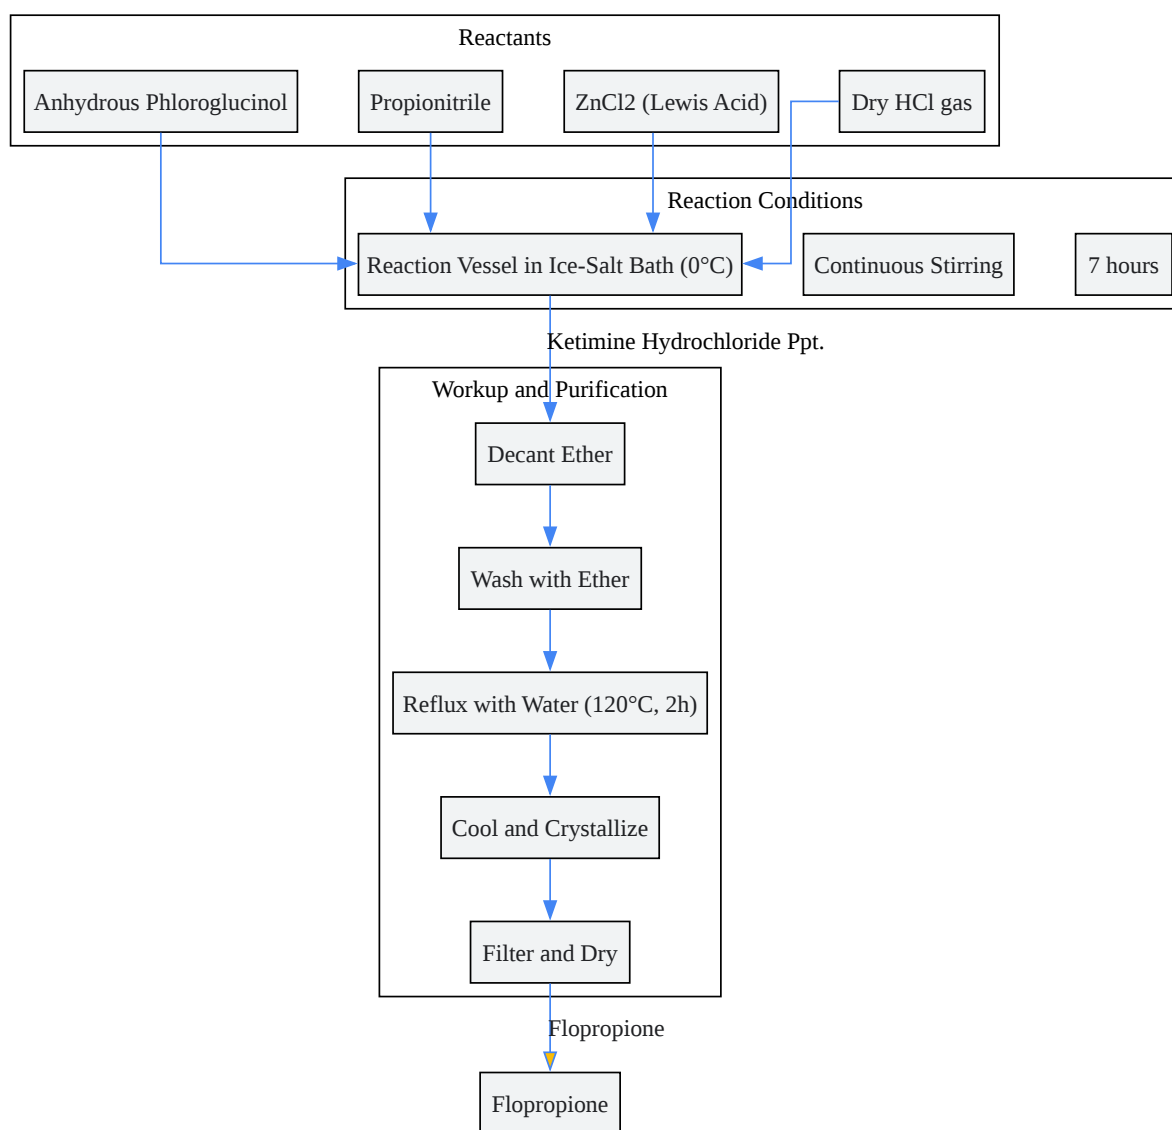 Reactants
Anhydrous Phloroglucinol
Propionitrile
ZnCl2 (Lewis Acid)
Dry HCl gas
Reaction Conditions
Reaction Vessel in Ice-Salt Bath (0°C)
Continuous Stirring
7 hours
Ketimine Hydrochloride Ppt.
Workup and Purification
Decant Ether
Wash with Ether
Reflux with Water (120°C, 2h)
Cool and Crystallize
Filter and Dry
Flopropione
Flopropione